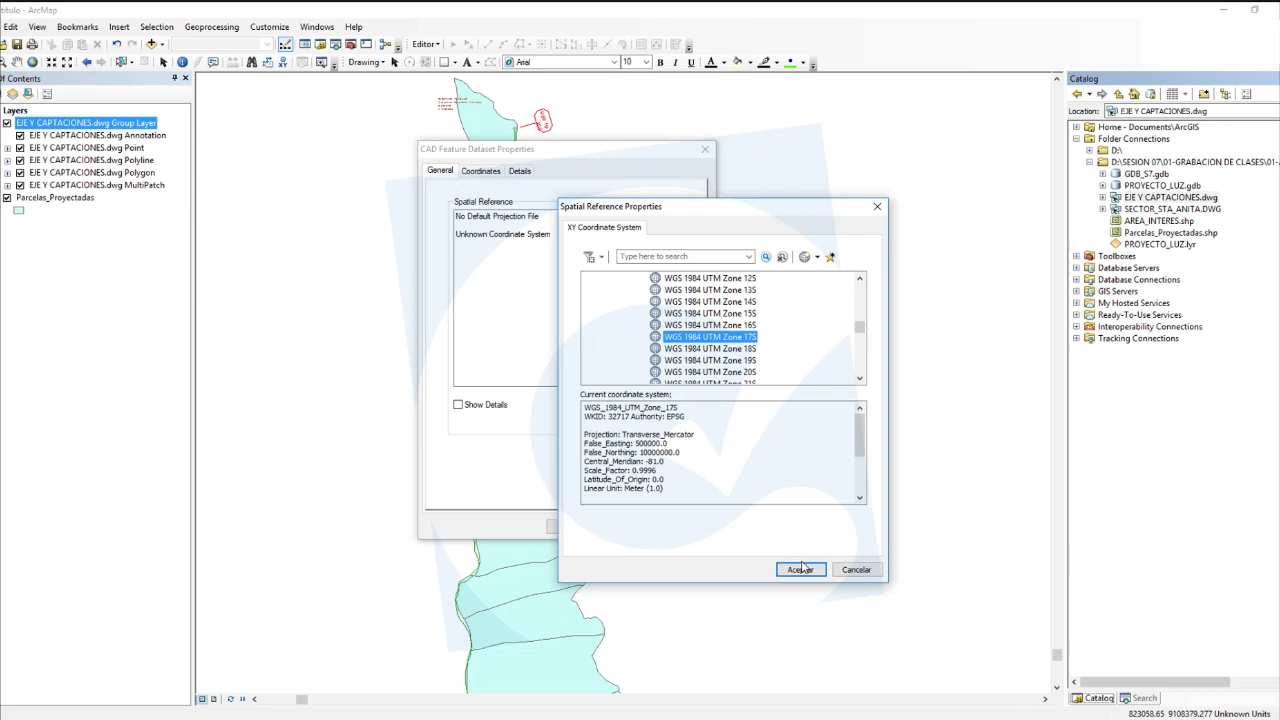 titulo - ArcMap
Edit View Bookmarks Insert Selection Geoprocessing Customize Windows Help
Editor
Drawing Arial 10 B I U A
Of Contents
Layers
EJE Y CAPTACIONES.dwg Group Layer
EJE Y CAPTACIONES.dwg Annotation
EJE Y CAPTACIONES.dwg Point
EJE Y CAPTACIONES.dwg Polyline
EJE Y CAPTACIONES.dwg Polygon
EJE Y CAPTACIONES.dwg MultiPatch
Parcelas_Proyectadas
CAD Feature Dataset Properties
General Coordinates Details
Spatial Reference
No Default Projection File
Unknown Coordinate System
Show Details
Spatial Reference Properties
XY Coordinate System
Type here to search
WGS 1984 UTM Zone 12S
WGS 1984 UTM Zone 13S
WGS 1984 UTM Zone 14S
WGS 1984 UTM Zone 15S
WGS 1984 UTM Zone 16S
WGS 1984 UTM Zone 17S
WGS 1984 UTM Zone 18S
WGS 1984 UTM Zone 19S
WGS 1984 UTM Zone 20S
WGS 1984 UTM Zone 21S
Current coordinate system:
WGS_1984_UTM_Zone_17S
WKID: 32717 Authority: EPSG
Projection: Transverse_Mercator
False_Easting: 500000.0
False_Northing: 10000000.0
Central_Meridian: -81.0
Scale_Factor: 0.9996
Latitude_Of_Origin: 0.0
Linear Unit: Meter (1.0)
Aceptar Cancelar
Catalog
Location: EJE Y CAPTACIONES.dwg
Home - Documents\ArcGIS
Folder Connections
D:\
D:\SESION 07\01-GRABACION DE CLASES\01-
GDB_S7.gdb
PROYECTO_LUZ.gdb
EJE Y CAPTACIONES.dwg
SECTOR_STA_ANITA.DWG
AREA_INTERES.shp
Parcelas_Proyectadas.shp
PROYECTO_LUZ.lyr
Toolboxes
Database Servers
Database Connections
GIS Servers
My Hosted Services
Ready-To-Use Services
Interoperability Connections
Tracking Connections
Catalog Search
823058.65 9108379.277 Unknown Units